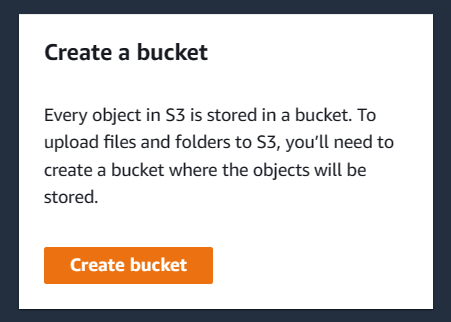 Create a bucket
Every object in S3 is stored in a bucket. To
upload files and folders to S3, you’ll need to
create a bucket where the objects will be
stored.
Create bucket